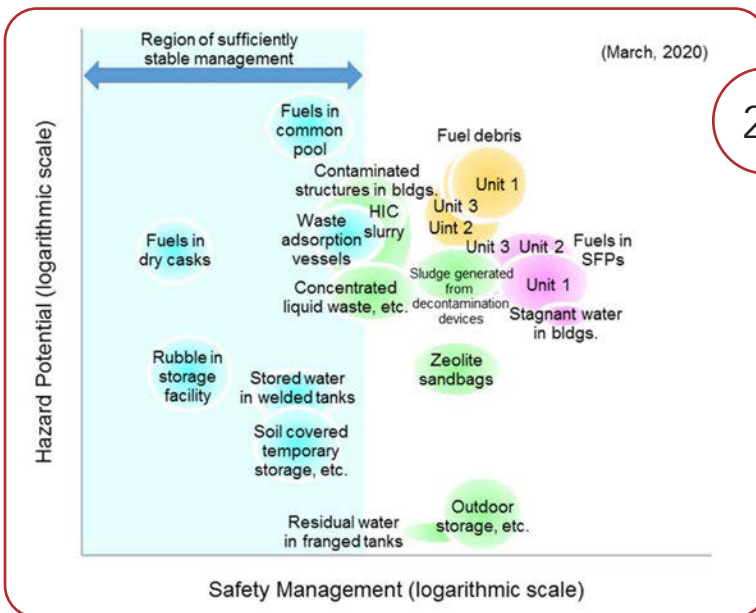 Region of sufficiently
stable management
(March, 2020)
2
Hazard Potential (logarithmic scale)
Fuels in
common
pool
Fuel debris
Unit 1
Unit 3
Uint 2
Contaminated
structures in bldgs.
HIC
slurry
Waste
adsorption
vessels
Fuels in
dry casks
Unit 3 Unit 2
Fuels in
SFPs
Unit 1
Sludge generated
from
decontamination
devices
Concentrated
liquid waste, etc.
Stagnant water
in bldgs.
Rubble in
storage
facility
Stored water
in welded tanks
Zeolite
sandbags
Soil covered
temporary
storage, etc.
Outdoor
storage, etc.
Residual water
in franged tanks
Safety Management (logarithmic scale)